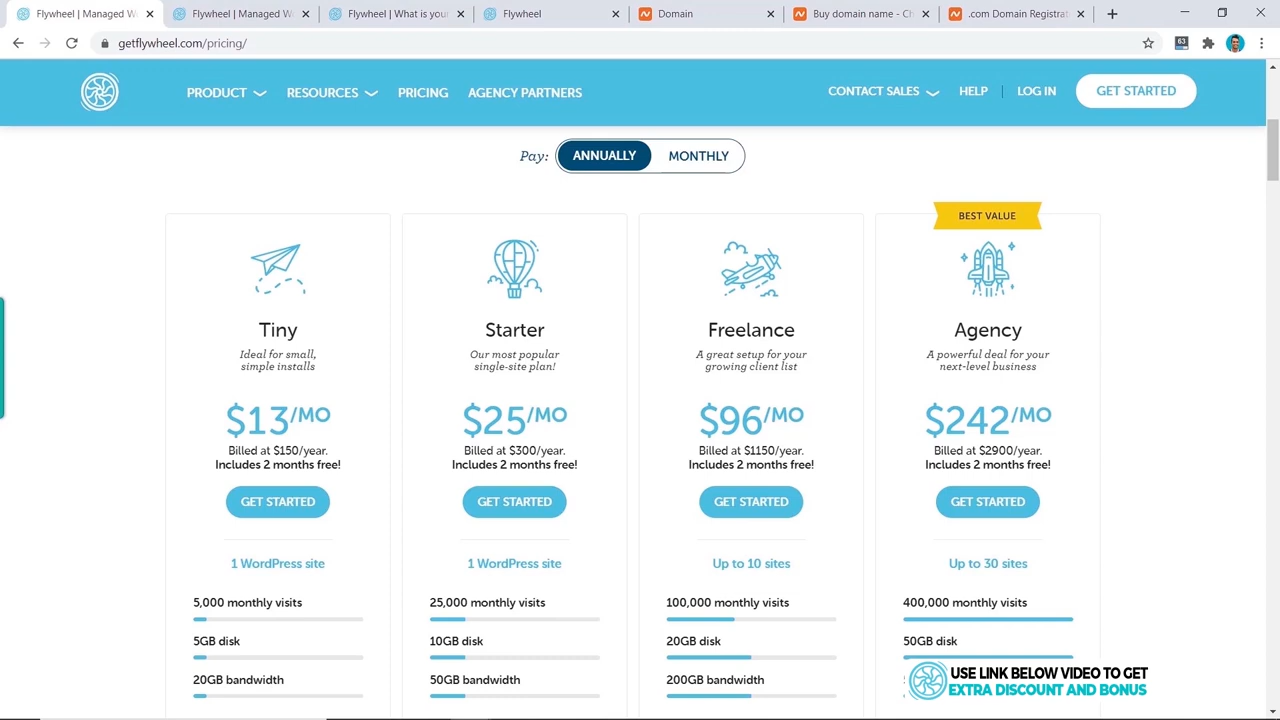 Flywheel | Managed W
Flywheel | Managed Wo
Flywheel | What is your
Flywheel
Domain
Buy domain name - Ch
.com Domain Registrat
getflywheel.com/pricing/
63
PRODUCT
RESOURCES
PRICING
AGENCY PARTNERS
CONTACT SALES
HELP
LOG IN
GET STARTED
Pay:
ANNUALLY
MONTHLY
BEST VALUE
Tiny
Ideal for small,
simple installs
$13/MO
Billed at $150/year.
Includes 2 months free!
GET STARTED
1 WordPress site
5,000 monthly visits
5GB disk
20GB bandwidth
Starter
Our most popular
single-site plan!
$25/MO
Billed at $300/year.
Includes 2 months free!
GET STARTED
1 WordPress site
25,000 monthly visits
10GB disk
50GB bandwidth
Freelance
A great setup for your
growing client list
$96/MO
Billed at $1150/year.
Includes 2 months free!
GET STARTED
Up to 10 sites
100,000 monthly visits
20GB disk
200GB bandwidth
Agency
A powerful deal for your
next-level business
$242/MO
Billed at $2900/year.
Includes 2 months free!
GET STARTED
Up to 30 sites
400,000 monthly visits
50GB disk
USE LINK BELOW VIDEO TO GET
EXTRA DISCOUNT AND BONUS